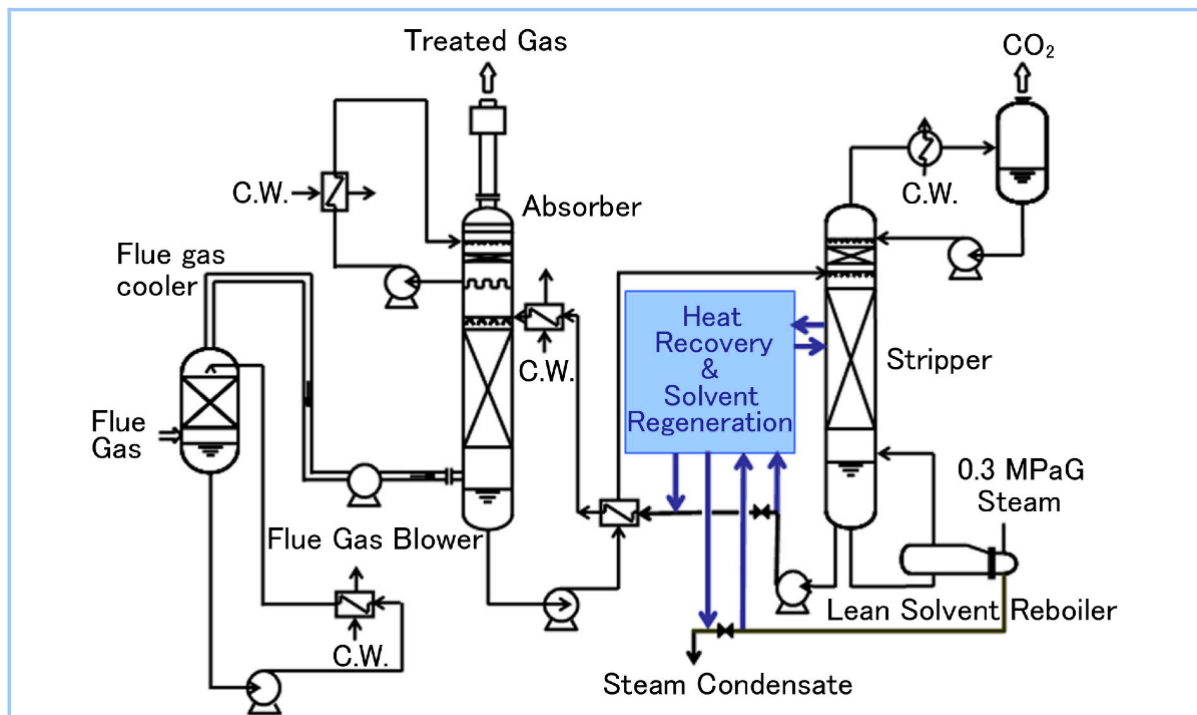 Treated Gas
CO₂
C.W.
Absorber
C.W.
Flue gas
cooler
Heat
Recovery
&
Solvent
Regeneration
C.W.
Stripper
Flue
Gas
0.3 MPaG
Steam
Flue Gas Blower
Lean Solvent Reboiler
C.W.
Steam Condensate